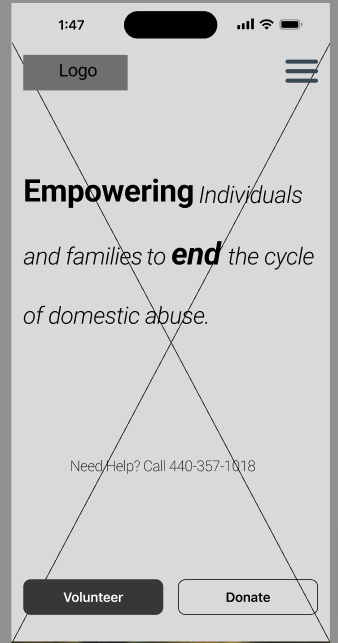 1:47
Logo
Empowering Individuals
and families to end the cycle
of domestic abuse.
Need Help? Call 440-357-1018
Volunteer
Donate